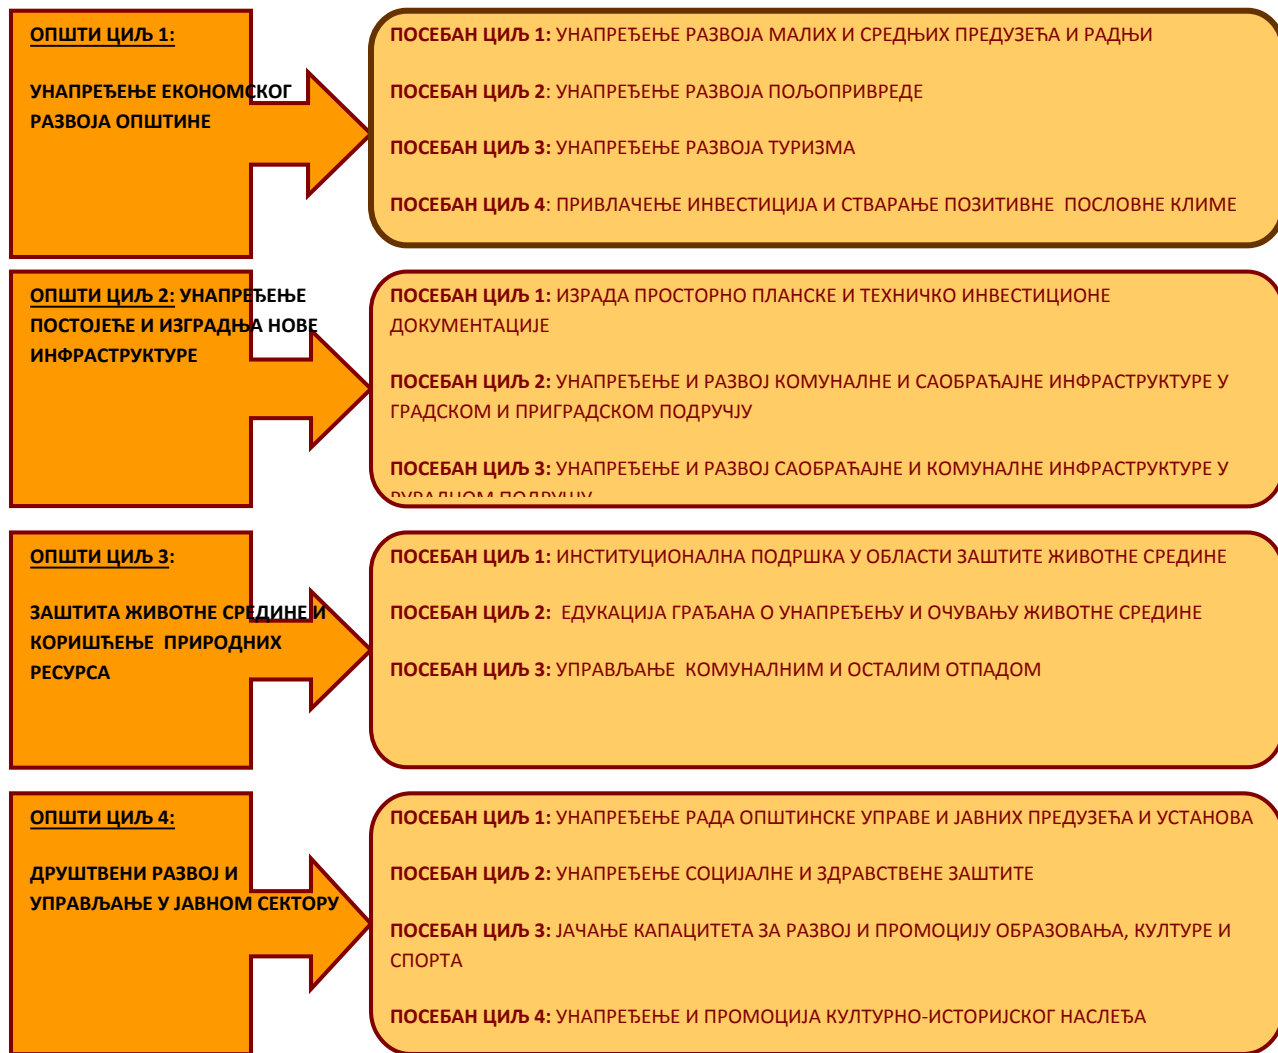 ОПШТИ ЦИЉ 1:
УНАПРЕЂЕЊЕ ЕКОНОМСКОГ
РАЗВОЈА ОПШТИНЕ
ПОСЕБАН ЦИЉ 1: УНАПРЕЂЕЊЕ РАЗВОЈА МАЛИХ И СРЕДЊИХ ПРЕДУЗЕЋА И РАДЊИ
ПОСЕБАН ЦИЉ 2: УНАПРЕЂЕЊЕ РАЗВОЈА ПОЉОПРИВРЕДЕ
ПОСЕБАН ЦИЉ 3: УНАПРЕЂЕЊЕ РАЗВОЈА ТУРИЗМА
ПОСЕБАН ЦИЉ 4: ПРИВЛАЧЕЊЕ ИНВЕСТИЦИЈА И СТВАРАЊЕ ПОЗИТИВНЕ ПОСЛОВНЕ КЛИМЕ
ОПШТИ ЦИЉ 2: УНАПРЕЂЕЊЕ
ПОСТОЈЕЋЕ И ИЗГРАДЊА НОВЕ
ИНФРАСТРУКТУРЕ
ПОСЕБАН ЦИЉ 1: ИЗРАДА ПРОСТОРНО ПЛАНСКЕ И ТЕХНИЧКО ИНВЕСТИЦИОНЕ
ДОКУМЕНТАЦИЈЕ
ПОСЕБАН ЦИЉ 2: УНАПРЕЂЕЊЕ И РАЗВОЈ КОМУНАЛНЕ И САОБРАЋАЈНЕ ИНФРАСТРУКТУРЕ У
ГРАДСКОМ И ПРИГРАДСКОМ ПОДРУЧЈУ
ПОСЕБАН ЦИЉ 3: УНАПРЕЂЕЊЕ И РАЗВОЈ САОБРАЋАЈНЕ И КОМУНАЛНЕ ИНФРАСТРУКТУРЕ У
РУРАЛНОМ ПОДРУЧЈУ
ОПШТИ ЦИЉ 3:
ЗАШТИТА ЖИВОТНЕ СРЕДИНЕ И
КОРИШЋЕЊЕ ПРИРОДНИХ
РЕСУРСА
ПОСЕБАН ЦИЉ 1: ИНСТИТУЦИОНАЛНА ПОДРШКА У ОБЛАСТИ ЗАШТИТЕ ЖИВОТНЕ СРЕДИНЕ
ПОСЕБАН ЦИЉ 2: ЕДУКАЦИЈА ГРАЂАНА О УНАПРЕЂЕЊУ И ОЧУВАЊУ ЖИВОТНЕ СРЕДИНЕ
ПОСЕБАН ЦИЉ 3: УПРАВЉАЊЕ КОМУНАЛНИМ И ОСТАЛИМ ОТПАДОМ
ОПШТИ ЦИЉ 4:
ДРУШТВЕНИ РАЗВОЈ И
УПРАВЉАЊЕ У ЈАВНОМ СЕКТОРУ
ПОСЕБАН ЦИЉ 1: УНАПРЕЂЕЊЕ РАДА ОПШТИНСКЕ УПРАВЕ И ЈАВНИХ ПРЕДУЗЕЋА И УСТАНОВА
ПОСЕБАН ЦИЉ 2: УНАПРЕЂЕЊЕ СОЦИЈАЛНЕ И ЗДРАВСТВЕНЕ ЗАШТИТЕ
ПОСЕБАН ЦИЉ 3: ЈАЧАЊЕ КАПАЦИТЕТА ЗА РАЗВОЈ И ПРОМОЦИЈУ ОБРАЗОВАЊА, КУЛТУРЕ И
СПОРТА
ПОСЕБАН ЦИЉ 4: УНАПРЕЂЕЊЕ И ПРОМОЦИЈА КУЛТУРНО-ИСТОРИЈСКОГ НАСЛЕЂА